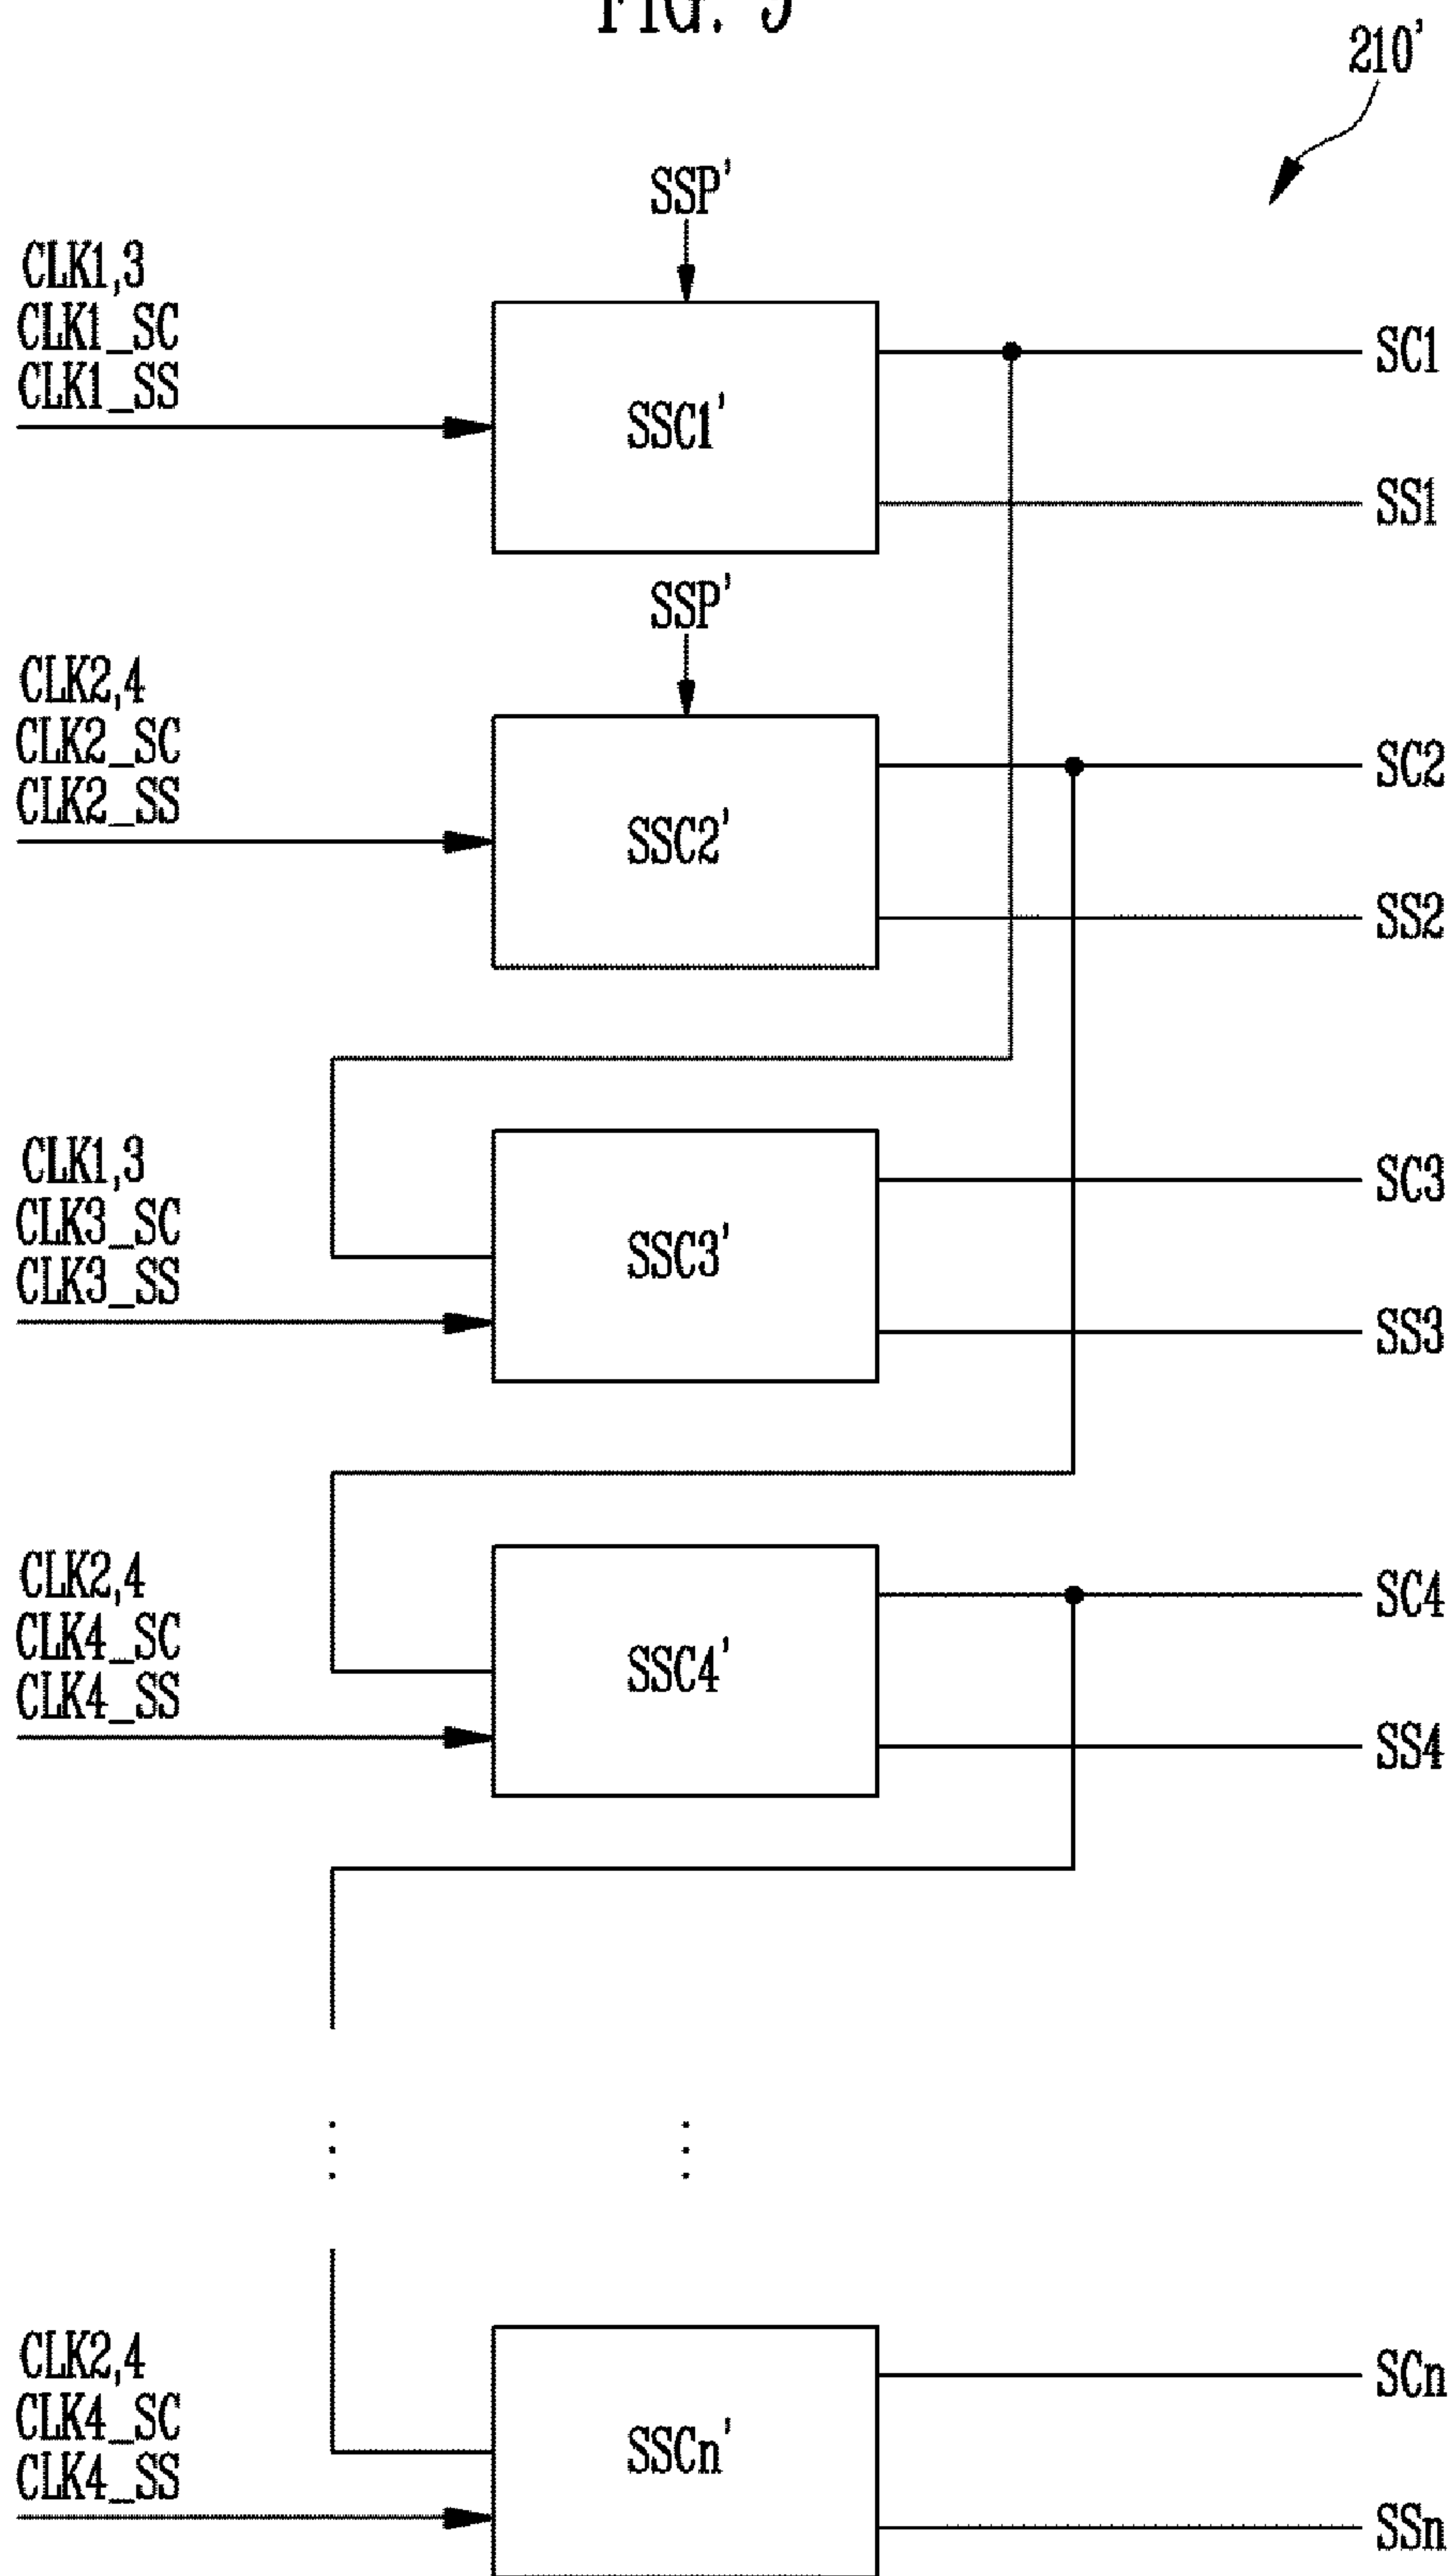 FIG. 9
210'
SSP'
CLK1,3
CLK1_SC
CLK1_SS
SSC1'
SC1
SS1
SSP'
CLK2,4
CLK2_SC
CLK2_SS
SSC2'
SC2
SS2
CLK1,3
CLK3_SC
CLK3_SS
SSC3'
SC3
SS3
CLK2,4
CLK4_SC
CLK4_SS
SSC4'
SC4
SS4
CLK2,4
CLK4_SC
CLK4_SS
SSCn'
SCn
SSn